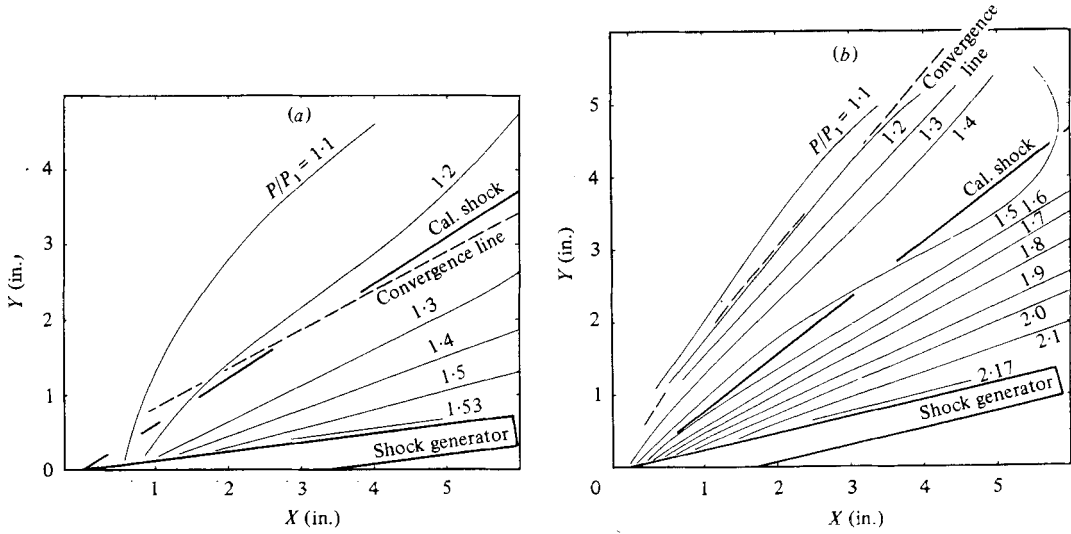 (a)
P/P₁ = 1·1
1·2
Cal. shock
Convergence line
1·3
1·4
1·5
1·53
Shock generator
4
3
2
1
0
Y (in.)
1
2
3
4
5
X (in.)
(b)
Convergence
line
P/P₁ = 1·1
1·2
1·3
1·4
Cal. shock
1·5
1·6
1·7
1·8
1·9
2·0
2·1
2·17
Shock generator
5
4
3
2
1
0
Y (in.)
1
2
3
4
5
X (in.)